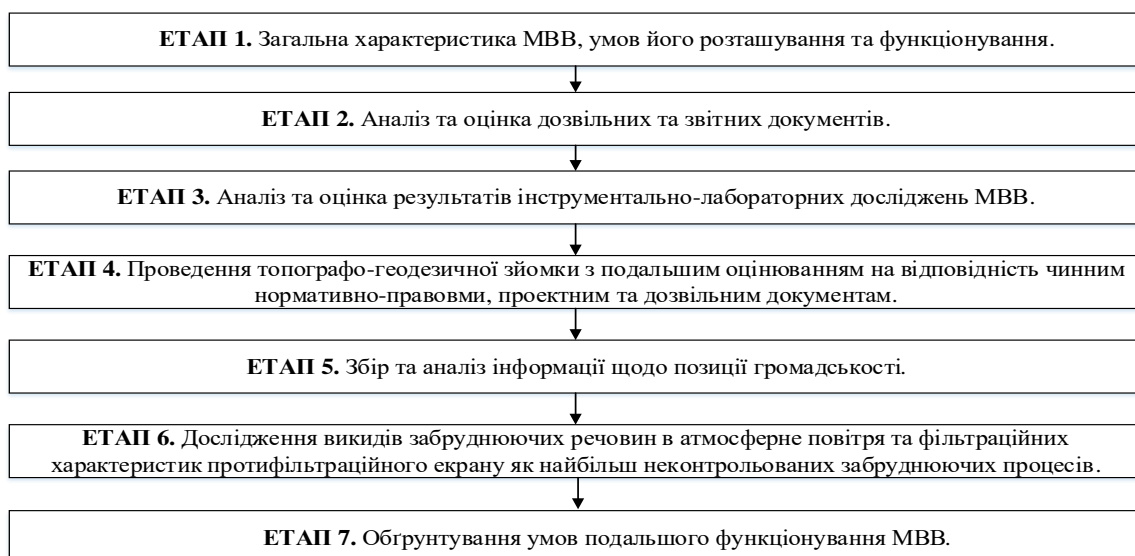 ЕТАП 1. Загальна характеристика МВВ, умов його розташування та функціонування.
ЕТАП 2. Аналіз та оцінка дозвільних та звітних документів.
ЕТАП 3. Аналіз та оцінка результатів інструментально-лабораторних досліджень МВВ.
ЕТАП 4. Проведення топографо-геодезичної зйомки з подальшим оцінюванням на відповідність чинним
нормативно-правовми, проектним та дозвільним документам.
ЕТАП 5. Збір та аналіз інформації щодо позиції громадськості.
ЕТАП 6. Дослідження викидів забруднюючих речовин в атмосферне повітря та фільтраційних
характеристик протифільтраційного екрану як найбільш неконтрольованих забруднюючих процесів.
ЕТАП 7. Обґрунтування умов подальшого функціонування МВВ.